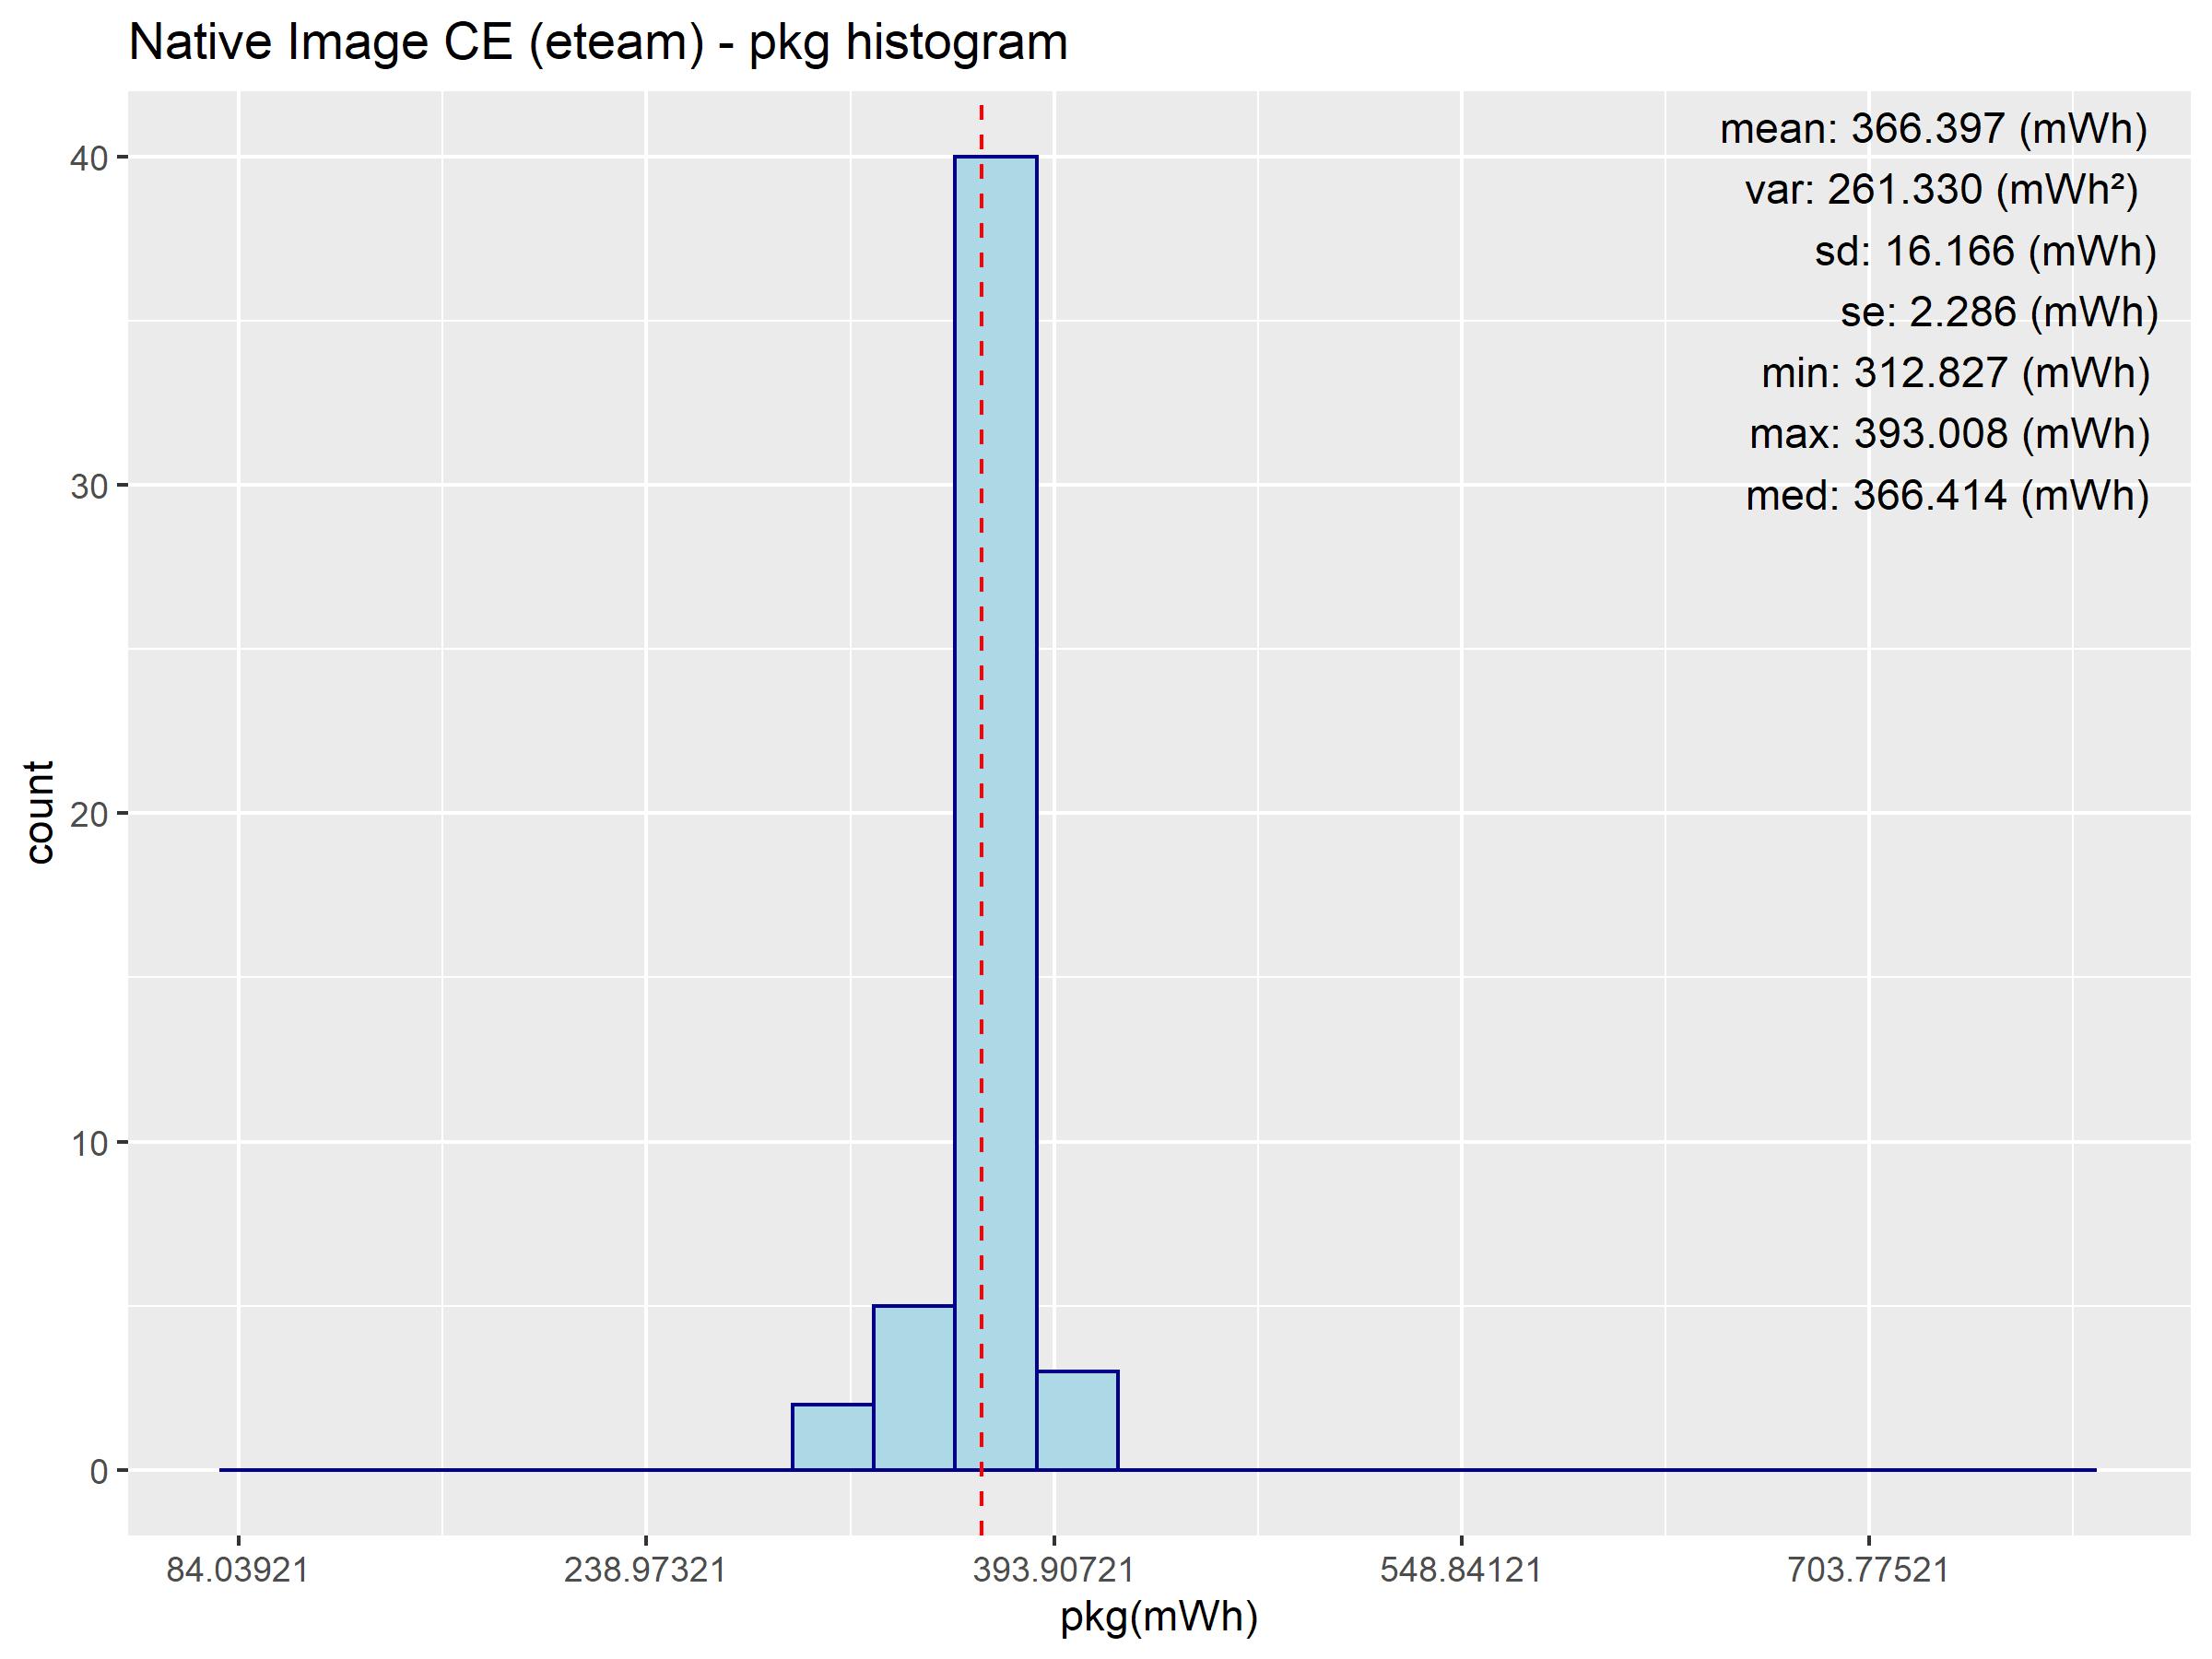 Native Image CE (eteam) - pkg histogram
mean: 366.397 (mWh)
var: 261.330 (mWh²)
sd: 16.166 (mWh)
se: 2.286 (mWh)
min: 312.827 (mWh)
max: 393.008 (mWh)
med: 366.414 (mWh)
40
30
20
10
0
count
84.03921
238.97321
393.90721
548.84121
703.77521
pkg(mWh)